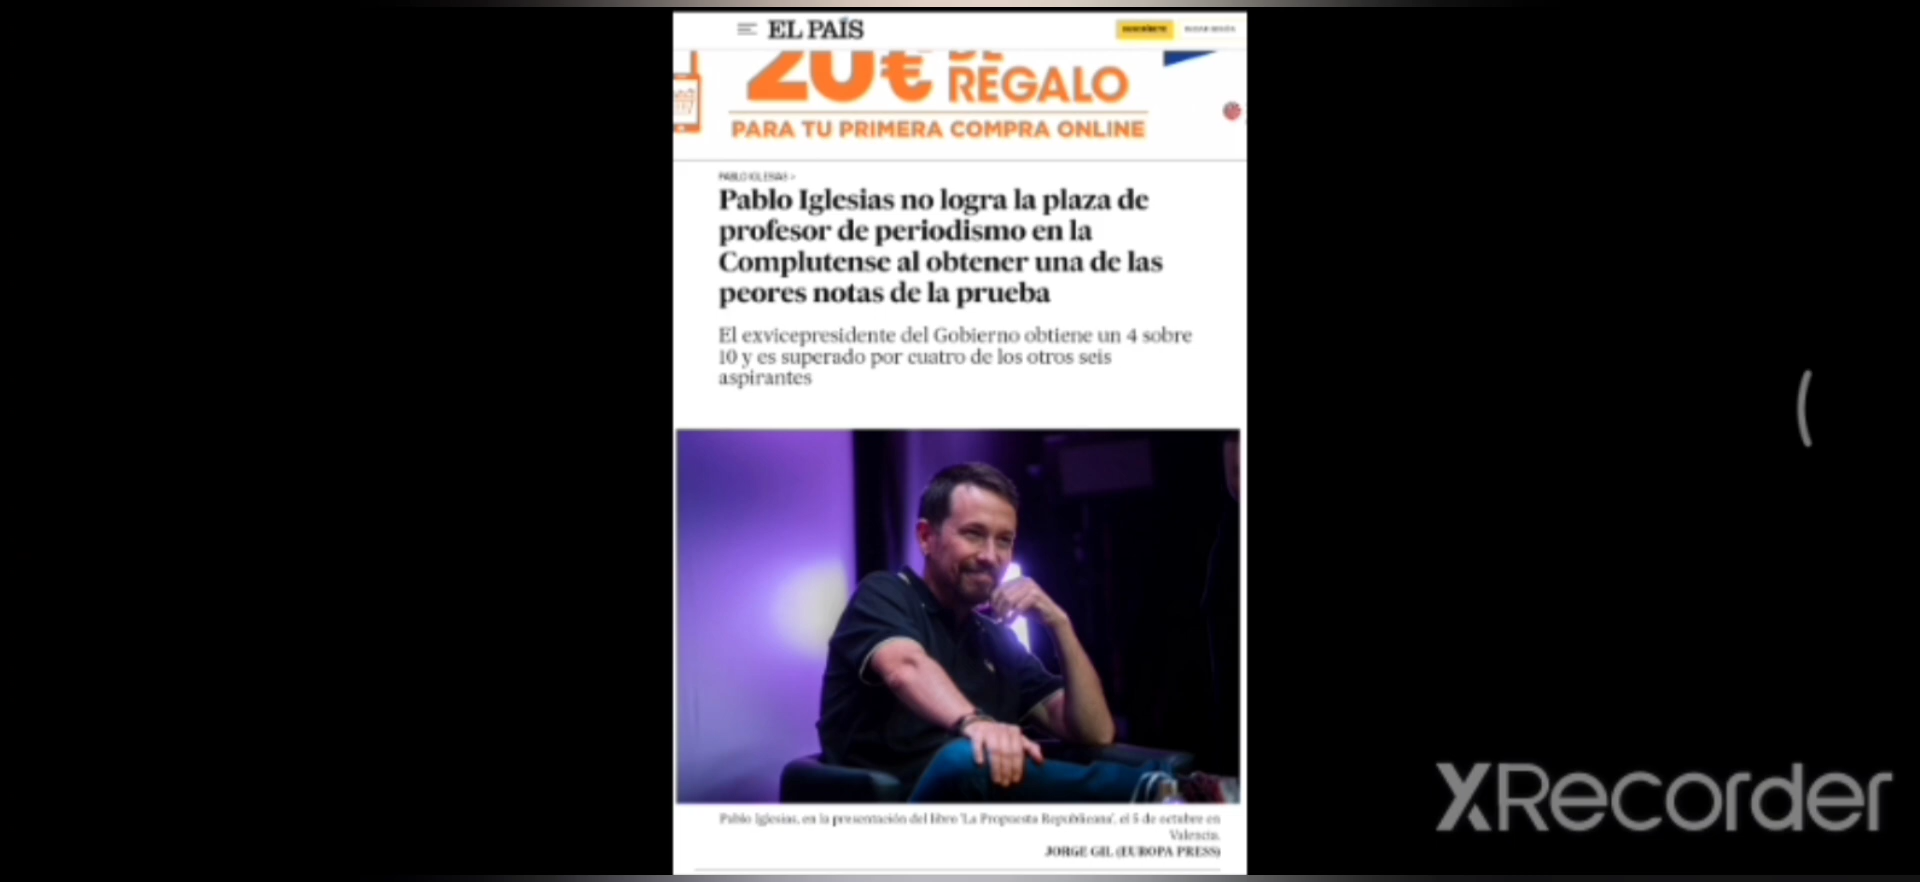 EL PAÍS
SUSCRÍBETE
20€ DE
REGALO
PARA TU PRIMERA COMPRA ONLINE
PABLO IGLESIAS >
Pablo Iglesias no logra la plaza de
profesor de periodismo en la
Complutense al obtener una de las
peores notas de la prueba
El exvicepresidente del Gobierno obtiene un 4 sobre
10 y es superado por cuatro de los otros seis
aspirantes
Pablo Iglesias, en la presentación del libro 'La Propuesta Republicana', el 5 de octubre en
Valencia.
JORGE GIL (EUROPA PRESS)
XRecorder